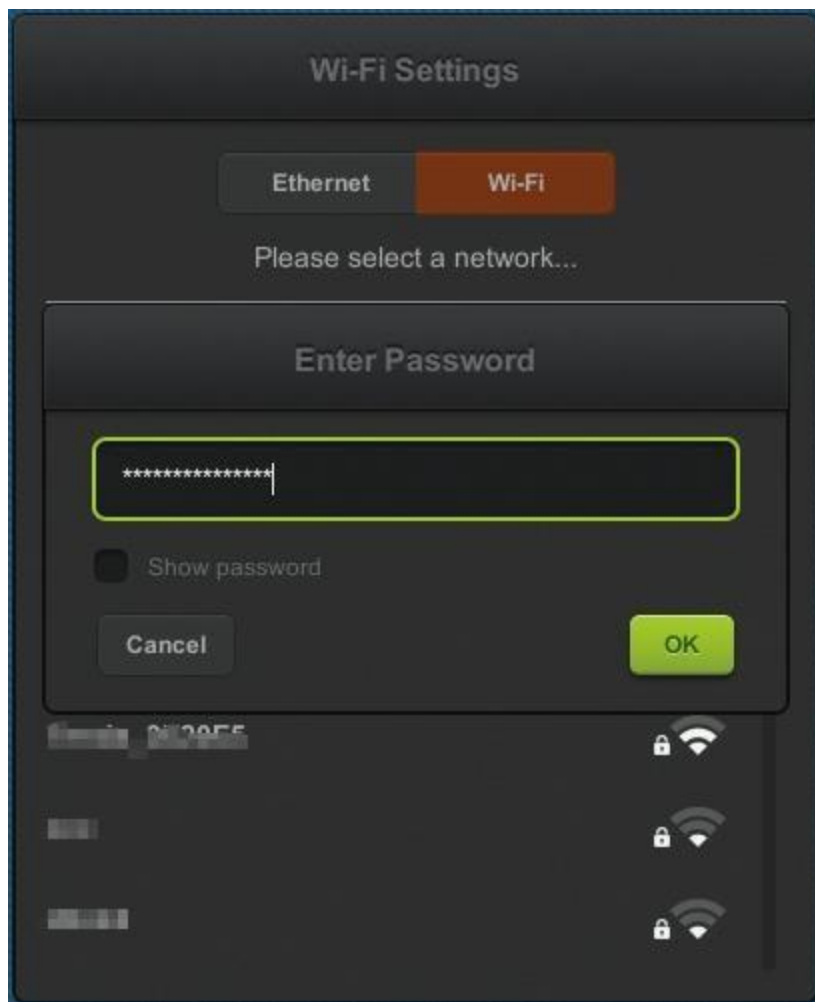 Wi-Fi Settings
Ethernet Wi-Fi
Please select a network...
Enter Password
***************
Show password
Cancel OK